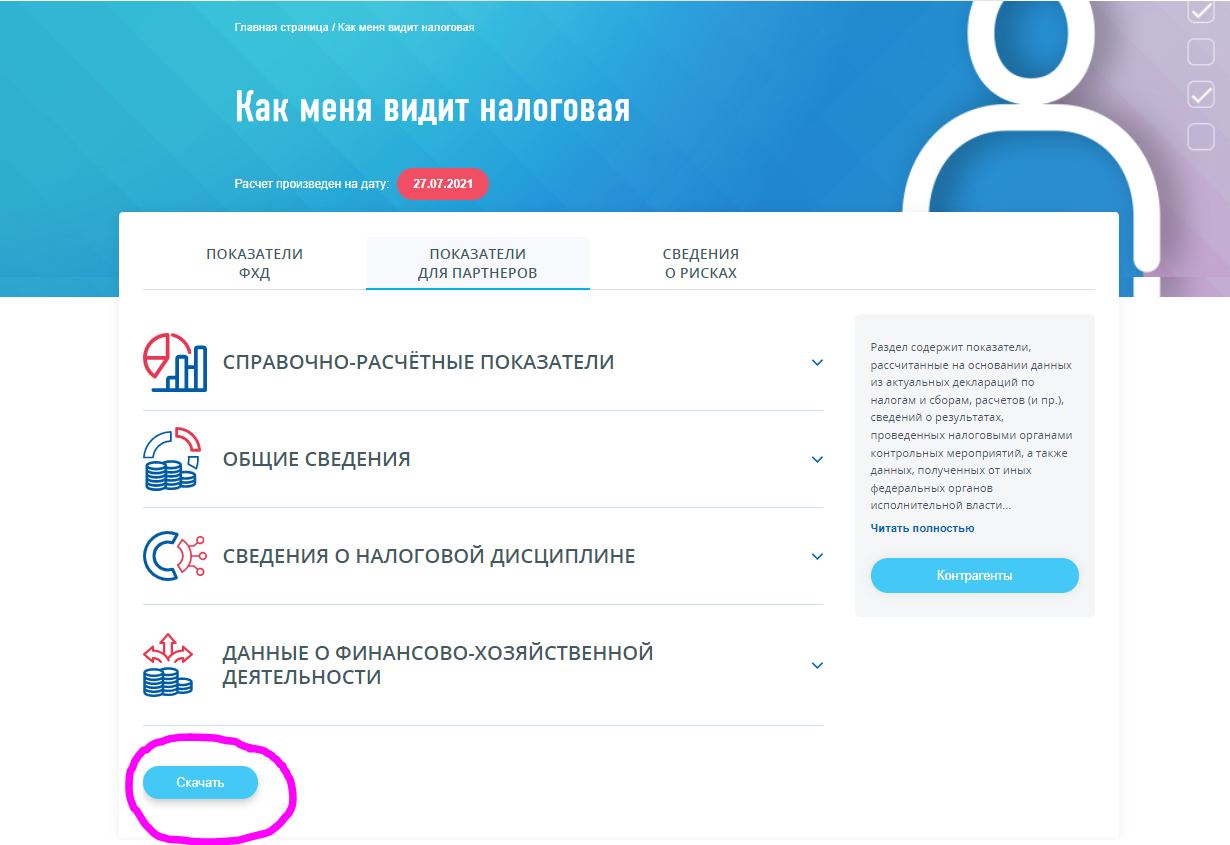 Главная страница / Как меня видит налоговая
Как меня видит налоговая
Расчет произведен на дату: 27.07.2021
ПОКАЗАТЕЛИ
ФХД
ПОКАЗАТЕЛИ
ДЛЯ ПАРТНЕРОВ
СВЕДЕНИЯ
О РИСКАХ
СПРАВОЧНО-РАСЧЁТНЫЕ ПОКАЗАТЕЛИ
ОБЩИЕ СВЕДЕНИЯ
СВЕДЕНИЯ О НАЛОГОВОЙ ДИСЦИПЛИНЕ
ДАННЫЕ О ФИНАНСОВО-ХОЗЯЙСТВЕННОЙ
ДЕЯТЕЛЬНОСТИ
Скачать
Раздел содержит показатели,
рассчитанные на основании данных
из актуальных деклараций по
налогам и сборам, расчетов (и пр.),
сведений о результатах,
проведенных налоговыми органами
контрольных мероприятий, а также
данных, полученных от иных
федеральных органов
исполнительной власти...
Читать полностью
Контрагенты